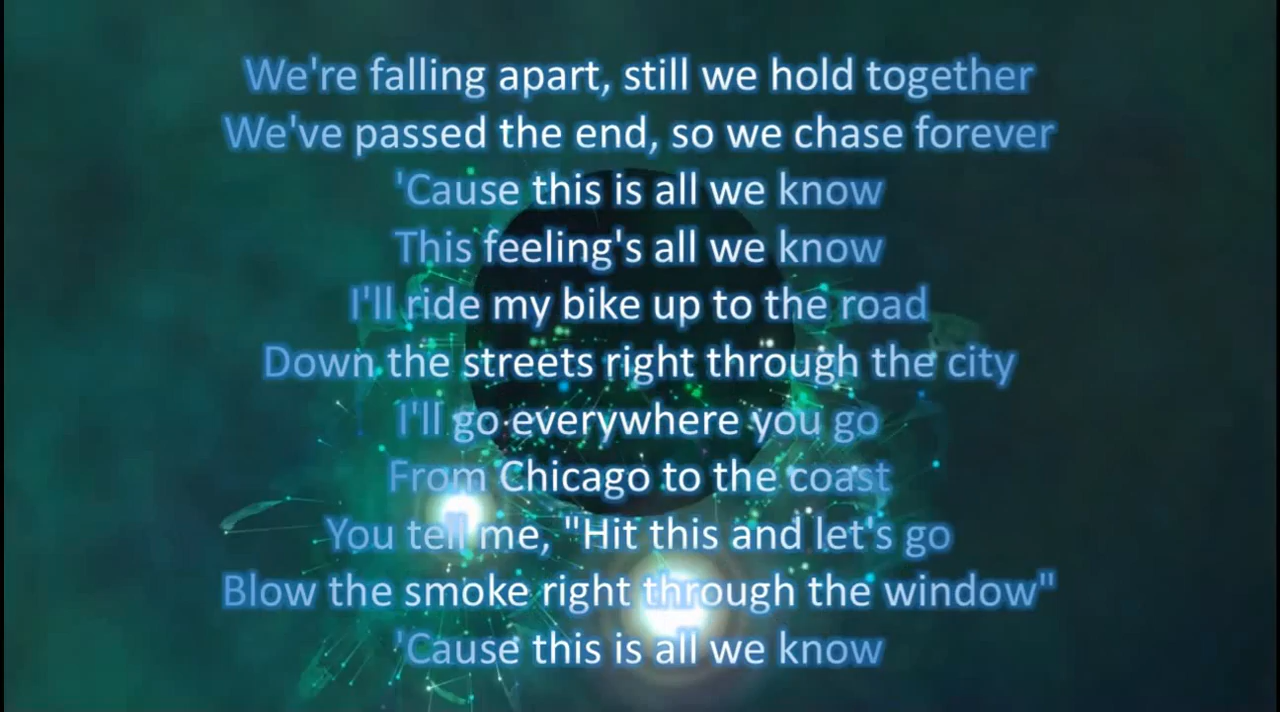 We're falling apart, still we hold together
We've passed the end, so we chase forever
'Cause this is all we know
This feeling's all we know
I'll ride my bike up to the road
Down the streets right through the city
I'll go everywhere you go
From Chicago to the coast
You tell me, "Hit this and let's go
Blow the smoke right through the window"
'Cause this is all we know